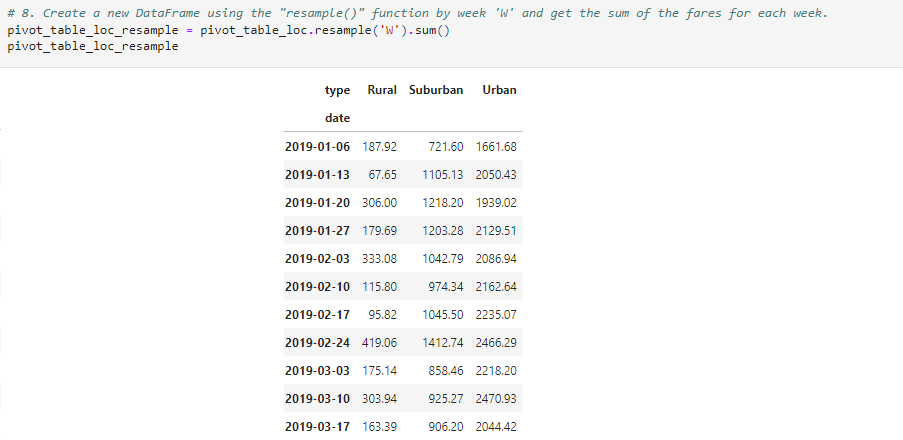 # 8. Create a new DataFrame using the "resample()" function by week 'W' and get the sum of the fares for each week.
pivot_table_loc_resample = pivot_table_loc.resample('W').sum()
pivot_table_loc_resample
type Rural Suburban Urban
date
2019-01-06 187.92 721.60 1661.68
2019-01-13 67.65 1105.13 2050.43
2019-01-20 306.00 1218.20 1939.02
2019-01-27 179.69 1203.28 2129.51
2019-02-03 333.08 1042.79 2086.94
2019-02-10 115.80 974.34 2162.64
2019-02-17 95.82 1045.50 2235.07
2019-02-24 419.06 1412.74 2466.29
2019-03-03 175.14 858.46 2218.20
2019-03-10 303.94 925.27 2470.93
2019-03-17 163.39 906.20 2044.42